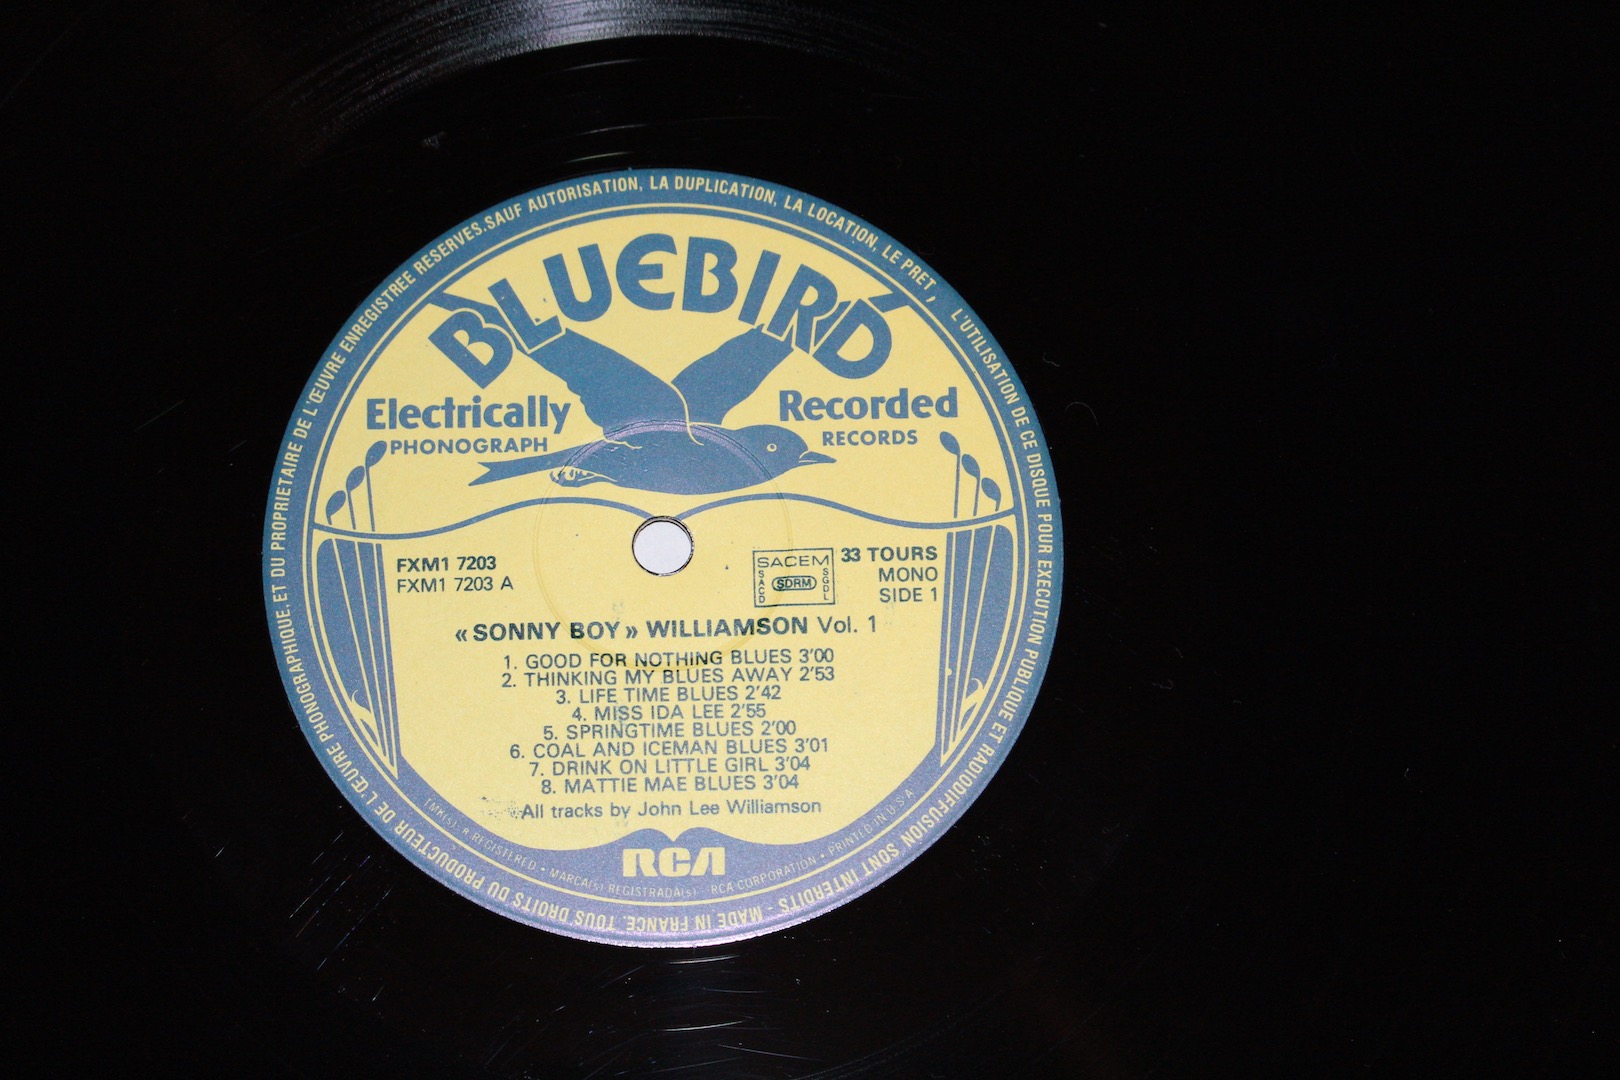 SAUF AUTORISATION, LA DUPLICATION, LA LOCATION, LE PRET, L'UTILISATION DE CE DISQUE POUR EXECUTION PUBLIQUE ET RADIODIFFUSION SONT INTERDITS - MADE IN FRANCE. TOUS DROITS DU PRODUCTEUR DE L'ŒUVRE PHONOGRAPHIQUE, ET DU PROPRIETAIRE DE L'ŒUVRE ENREGISTREE RESERVES.
BLUEBIRD
Electrically Recorded
PHONOGRAPH RECORDS
FXM1 7203
FXM1 7203 A
SACEM
SACD
SDRM
SGDL
33 TOURS
MONO
SIDE 1
«SONNY BOY» WILLIAMSON Vol. 1
1. GOOD FOR NOTHING BLUES 3'00
2. THINKING MY BLUES AWAY 2'53
3. LIFE TIME BLUES 2'42
4. MISS IDA LEE 2'55
5. SPRINGTIME BLUES 2'00
6. COAL AND ICEMAN BLUES 3'01
7. DRINK ON LITTLE GIRL 3'04
8. MATTIE MAE BLUES 3'04
All tracks by John Lee Williamson
RCA
TMK(s) ® REGISTERED • MARCA(s) REGISTRADA(s) RCA CORPORATION • PRINTED IN U.S.A.